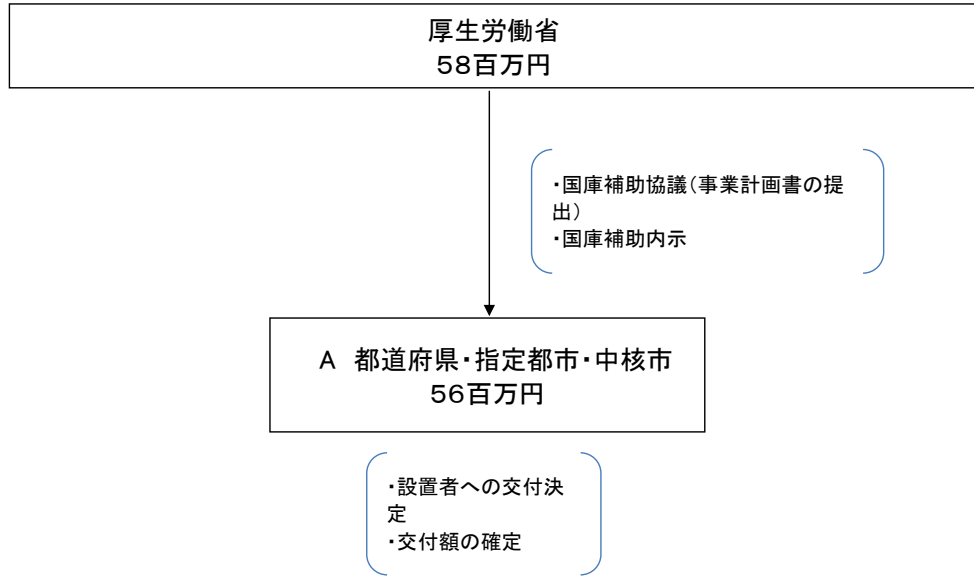 厚生労働省
58百万円
・国庫補助協議（事業計画書の提
出）
・国庫補助内示
A　都道府県・指定都市・中核市
56百万円
・設置者への交付決
定
・交付額の確定